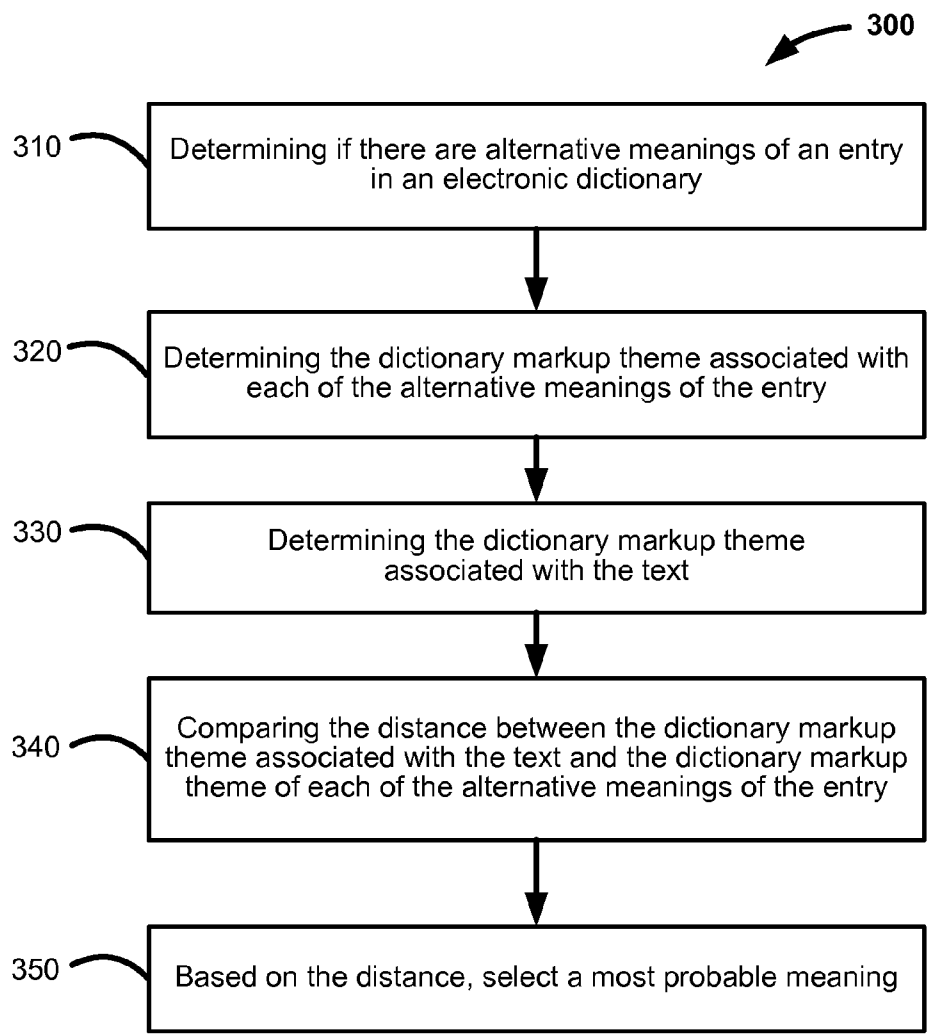 300
310
Determining if there are alternative meanings of an entry
in an electronic dictionary
320
Determining the dictionary markup theme associated with
each of the alternative meanings of the entry
330
Determining the dictionary markup theme
associated with the text
340
Comparing the distance between the dictionary markup
theme associated with the text and the dictionary markup
theme of each of the alternative meanings of the entry
350
Based on the distance, select a most probable meaning